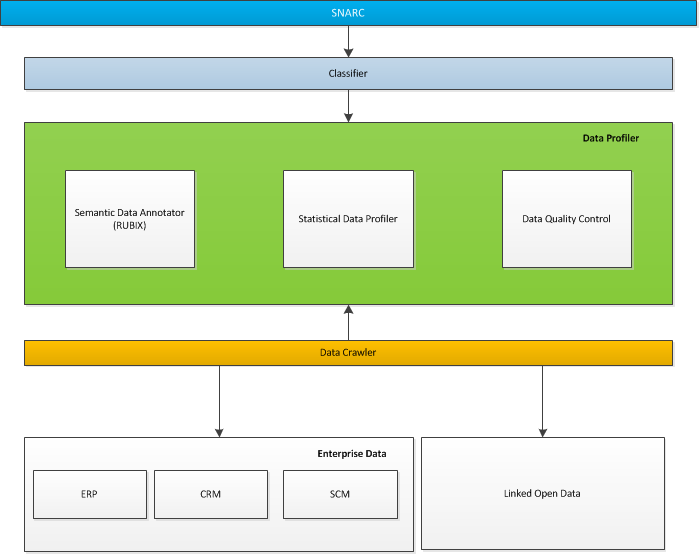 SNARC
Classifier
Data Profiler
Semantic Data Annotator
(RUBIX)
Statistical Data Profiler
Data Quality Control
Data Crawler
Enterprise Data
ERP
CRM
SCM
Linked Open Data